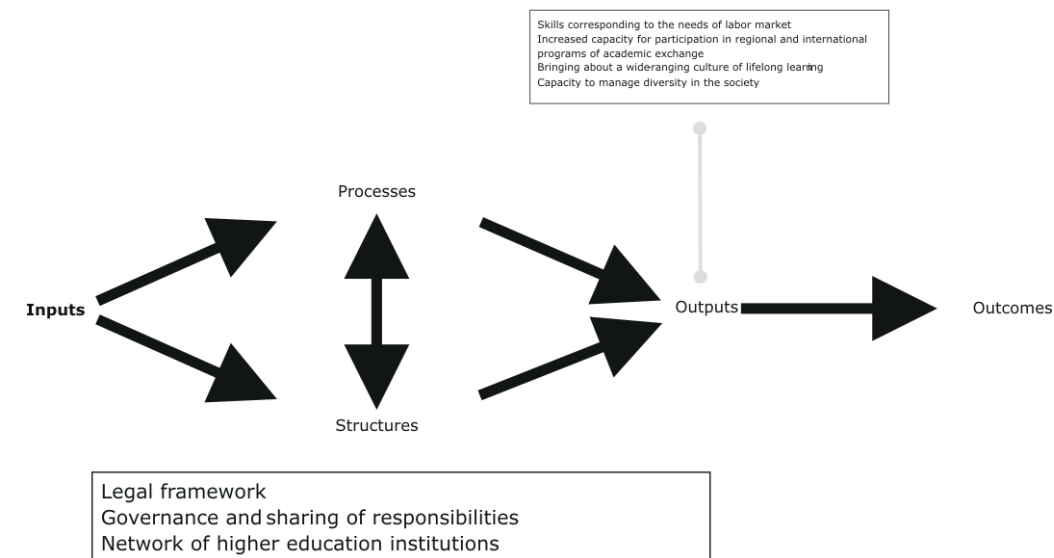 Skills corresponding to the needs of labor market
Increased capacity for participation in regional and international
programs of academic exchange
Bringing about a wide-ranging culture of lifelong learning
Capacity to manage diversity in the society
Processes
Inputs
Outputs
Outcomes
Structures
Legal framework
Governance and sharing of responsibilities
Network of higher education institutions